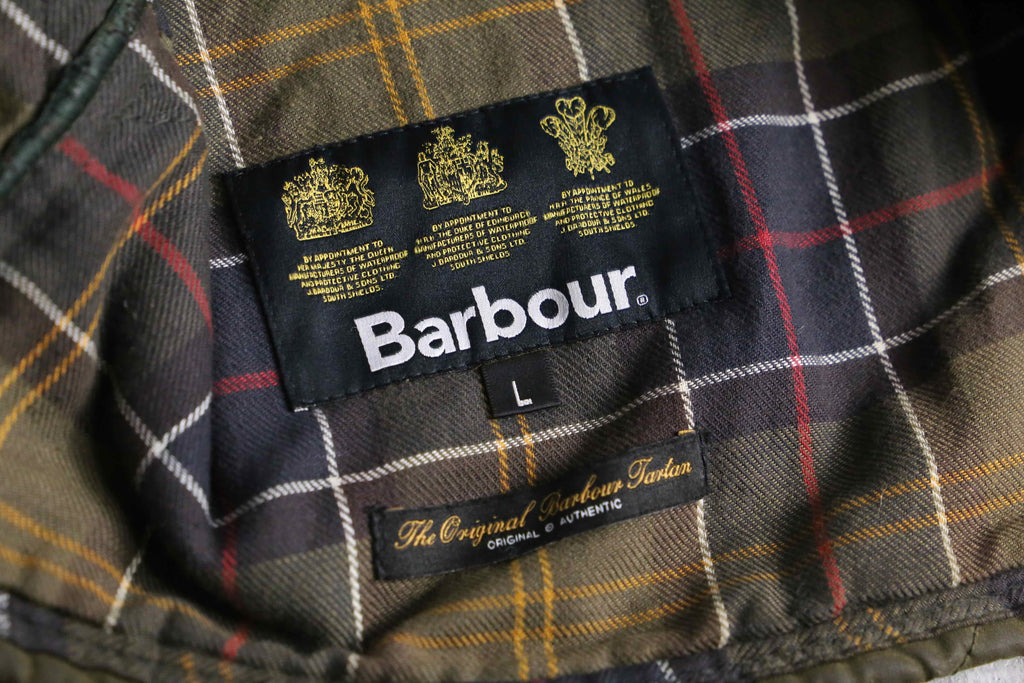 BY APPOINTMENT TO
HER MAJESTY THE QUEEN
MANUFACTURERS OF WATERPROOF
AND PROTECTIVE CLOTHING
J. BARBOUR & SONS LTD.
SOUTH SHIELDS.
BY APPOINTMENT TO
H.R.H. THE DUKE OF EDINBURGH
MANUFACTURERS OF WATERPROOF
AND PROTECTIVE CLOTHING
J. BARBOUR & SONS LTD.
SOUTH SHIELDS
BY APPOINTMENT TO
H.R.H. THE PRINCE OF WALES
MANUFACTURERS OF WATERPROOF
AND PROTECTIVE CLOTHING
J. BARBOUR & SONS LTD.
SOUTH SHIELDS.
Barbour®
L
The Original Barbour Tartan
ORIGINAL © AUTHENTIC